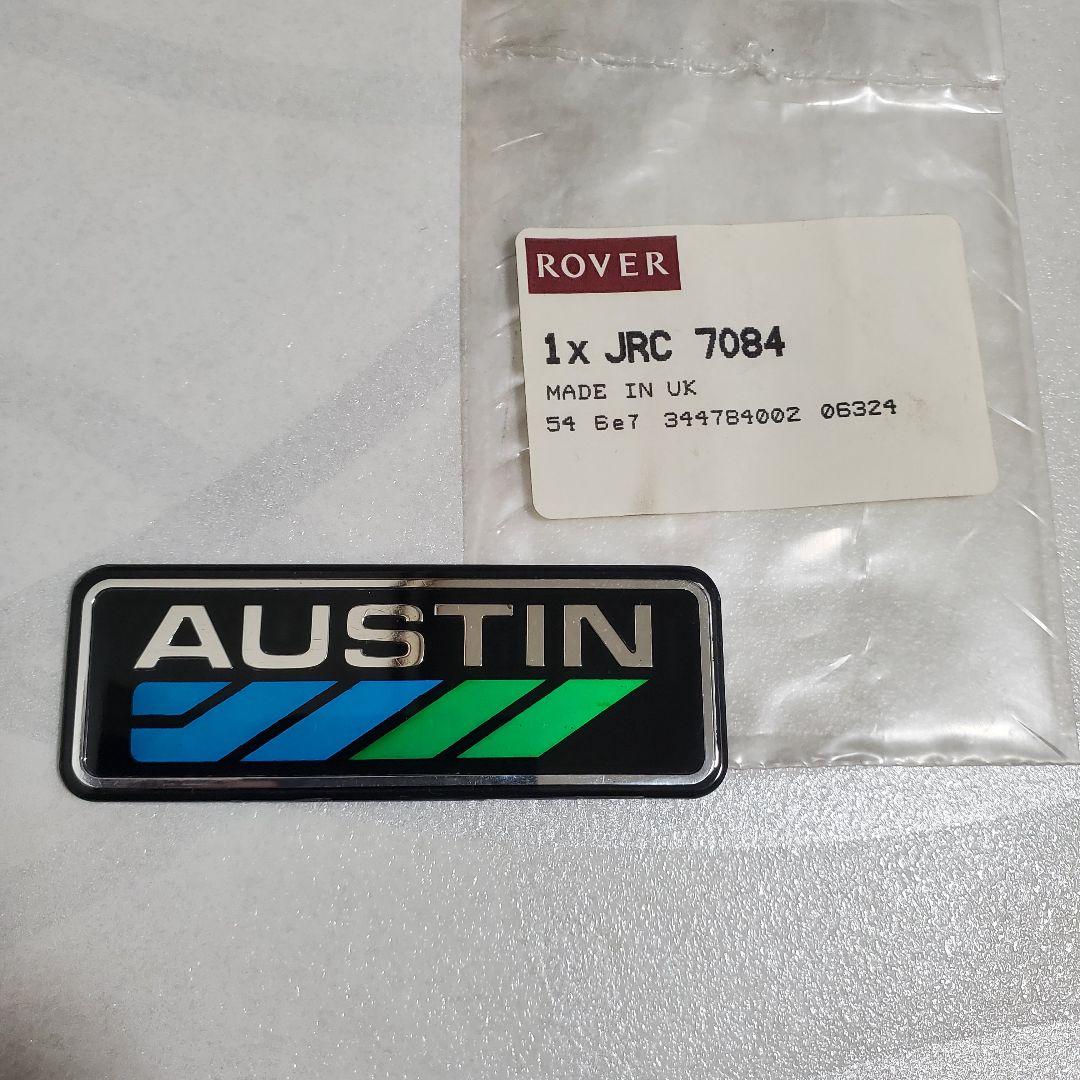 ROVER
1x JRC 7084
MADE IN UK
54 6e7 344784002 06324
AUSTIN